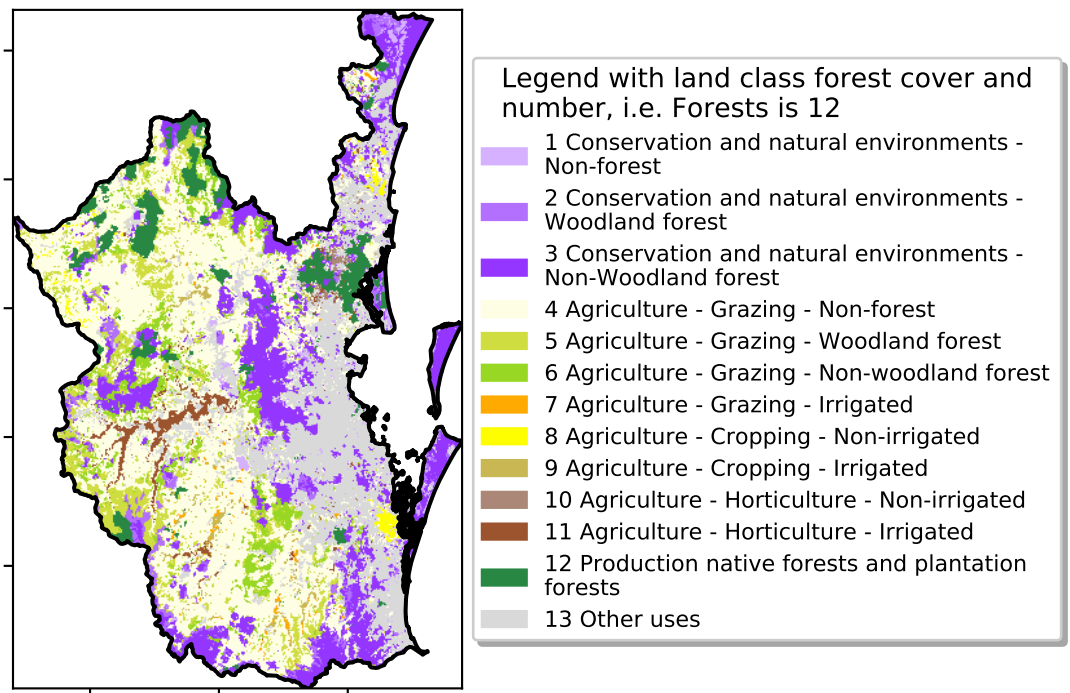 Legend with land class forest cover and
number, i.e. Forests is 12
1 Conservation and natural environments -
Non-forest
2 Conservation and natural environments -
Woodland forest
3 Conservation and natural environments -
Non-Woodland forest
4 Agriculture - Grazing - Non-forest
5 Agriculture - Grazing - Woodland forest
6 Agriculture - Grazing - Non-woodland forest
7 Agriculture - Grazing - Irrigated
8 Agriculture - Cropping - Non-irrigated
9 Agriculture - Cropping - Irrigated
10 Agriculture - Horticulture - Non-irrigated
11 Agriculture - Horticulture - Irrigated
12 Production native forests and plantation
forests
13 Other uses